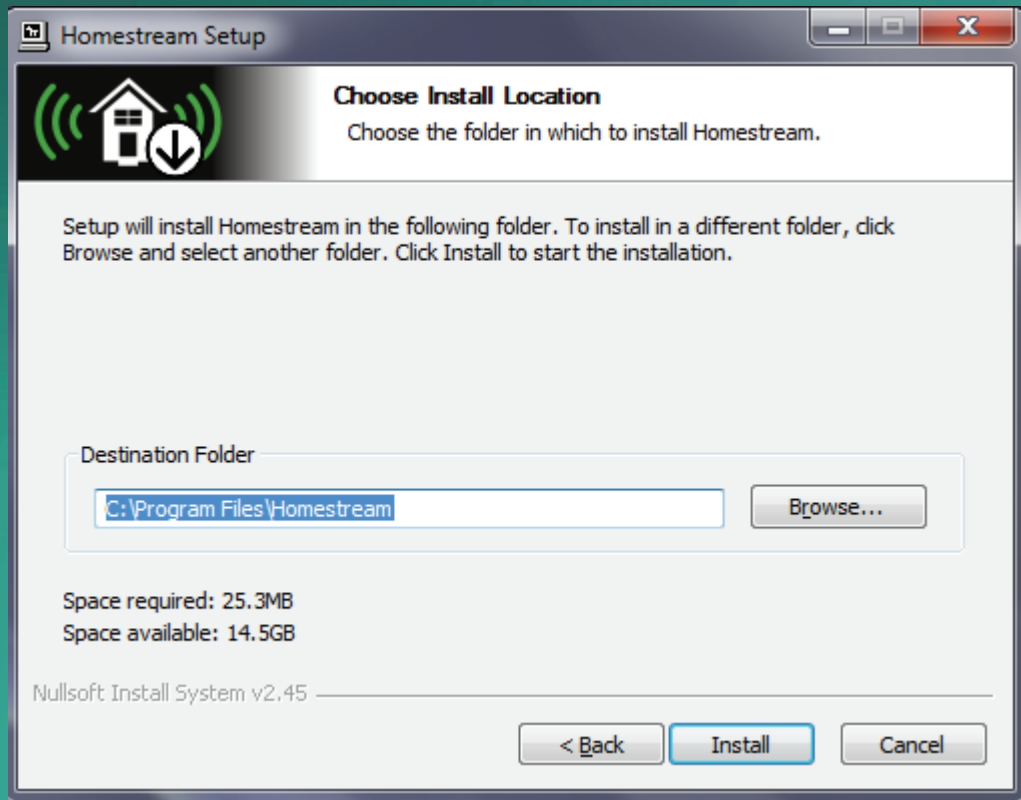 Homestream Setup
Choose Install Location
Choose the folder in which to install Homestream.
Setup will install Homestream in the following folder. To install in a different folder, click
Browse and select another folder. Click Install to start the installation.
Destination Folder
C:\Program Files\Homestream
Browse...
Space required: 25.3MB
Space available: 14.5GB
Nullsoft Install System v2.45
< Back
Install
Cancel